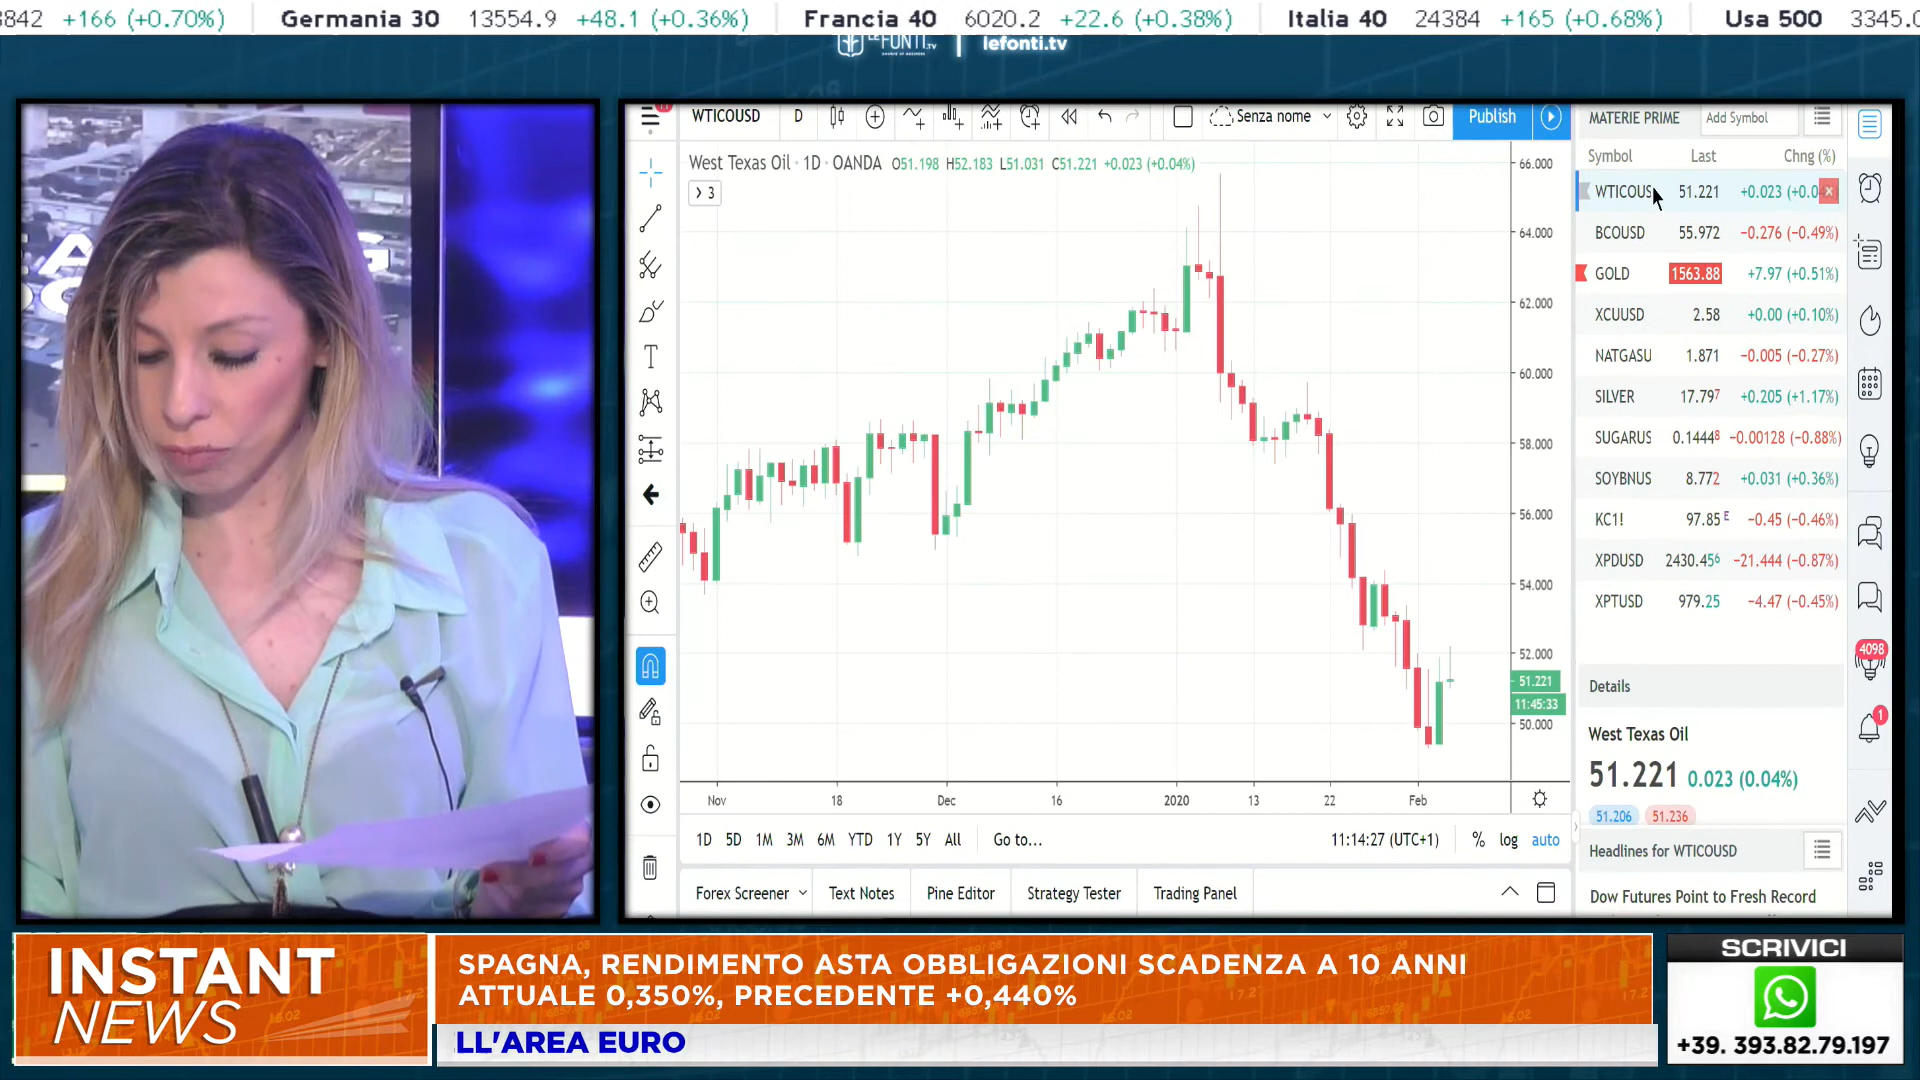 3842 +166 (+0.70%) Germania 30 13554.9 +48.1 (+0.36%) Francia 40 6020.2 +22.6 (+0.38%) Italia 40 24384 +165 (+0.68%) Usa 500 3345.0
LEFONTI.TV lefonti.tv
WTICOUSD D Senza nome Publish
West Texas Oil · 1D · OANDA O51.198 H52.183 L51.031 C51.221 +0.023 (+0.04%)
3
66.000
64.000
62.000
60.000
58.000
56.000
54.000
52.000
51.221
11:45:33
50.000
Nov 18 Dec 16 2020 13 22 Feb
1D 5D 1M 3M 6M YTD 1Y 5Y All Go to... 11:14:27 (UTC+1) % log auto
Forex Screener Text Notes Pine Editor Strategy Tester Trading Panel
MATERIE PRIME Add Symbol
Symbol Last Chng (%)
WTICOUS 51.221 +0.023 (+0.0
BCOUSD 55.972 −0.276 (−0.49%)
GOLD 1563.88 +7.97 (+0.51%)
XCUUSD 2.58 +0.00 (+0.10%)
NATGASU 1.871 −0.005 (−0.27%)
SILVER 17.797 +0.205 (+1.17%)
SUGARUS 0.14448 −0.00128 (−0.88%)
SOYBNUS 8.772 +0.031 (+0.36%)
KC1! 97.85 E −0.45 (−0.46%)
XPDUSD 2430.456 −21.444 (−0.87%)
XPTUSD 979.25 −4.47 (−0.45%)
Details
West Texas Oil
51.221 0.023 (0.04%)
51.206 51.236
Headlines for WTICOUSD
Dow Futures Point to Fresh Record
11
4098
1
INSTANT
NEWS
SPAGNA, RENDIMENTO ASTA OBBLIGAZIONI SCADENZA A 10 ANNI
ATTUALE 0,350%, PRECEDENTE +0,440%
LL'AREA EURO
SCRIVICI
+39. 393.82.79.197